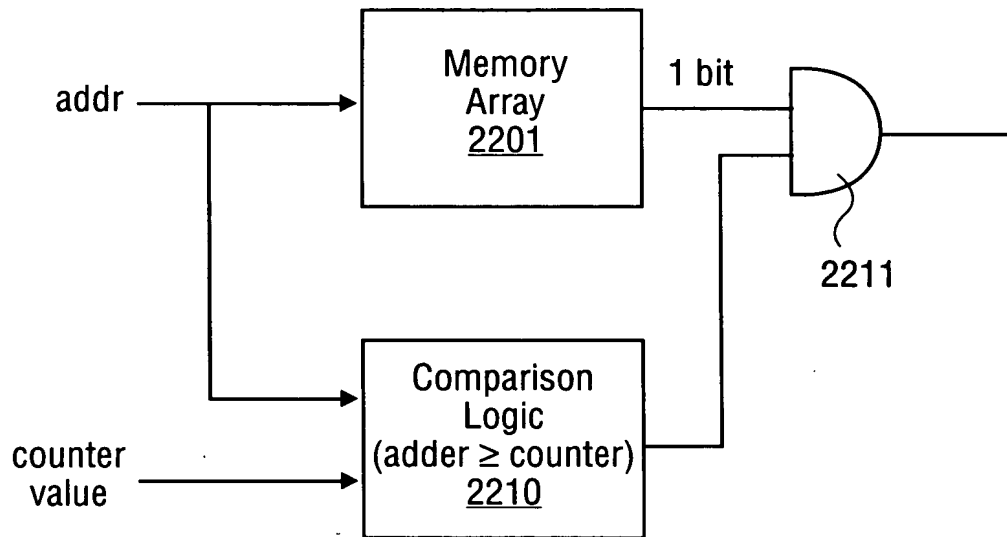 addr
Memory
Array
2201
1 bit
2211
counter
value
Comparison
Logic
(adder ≥ counter)
2210